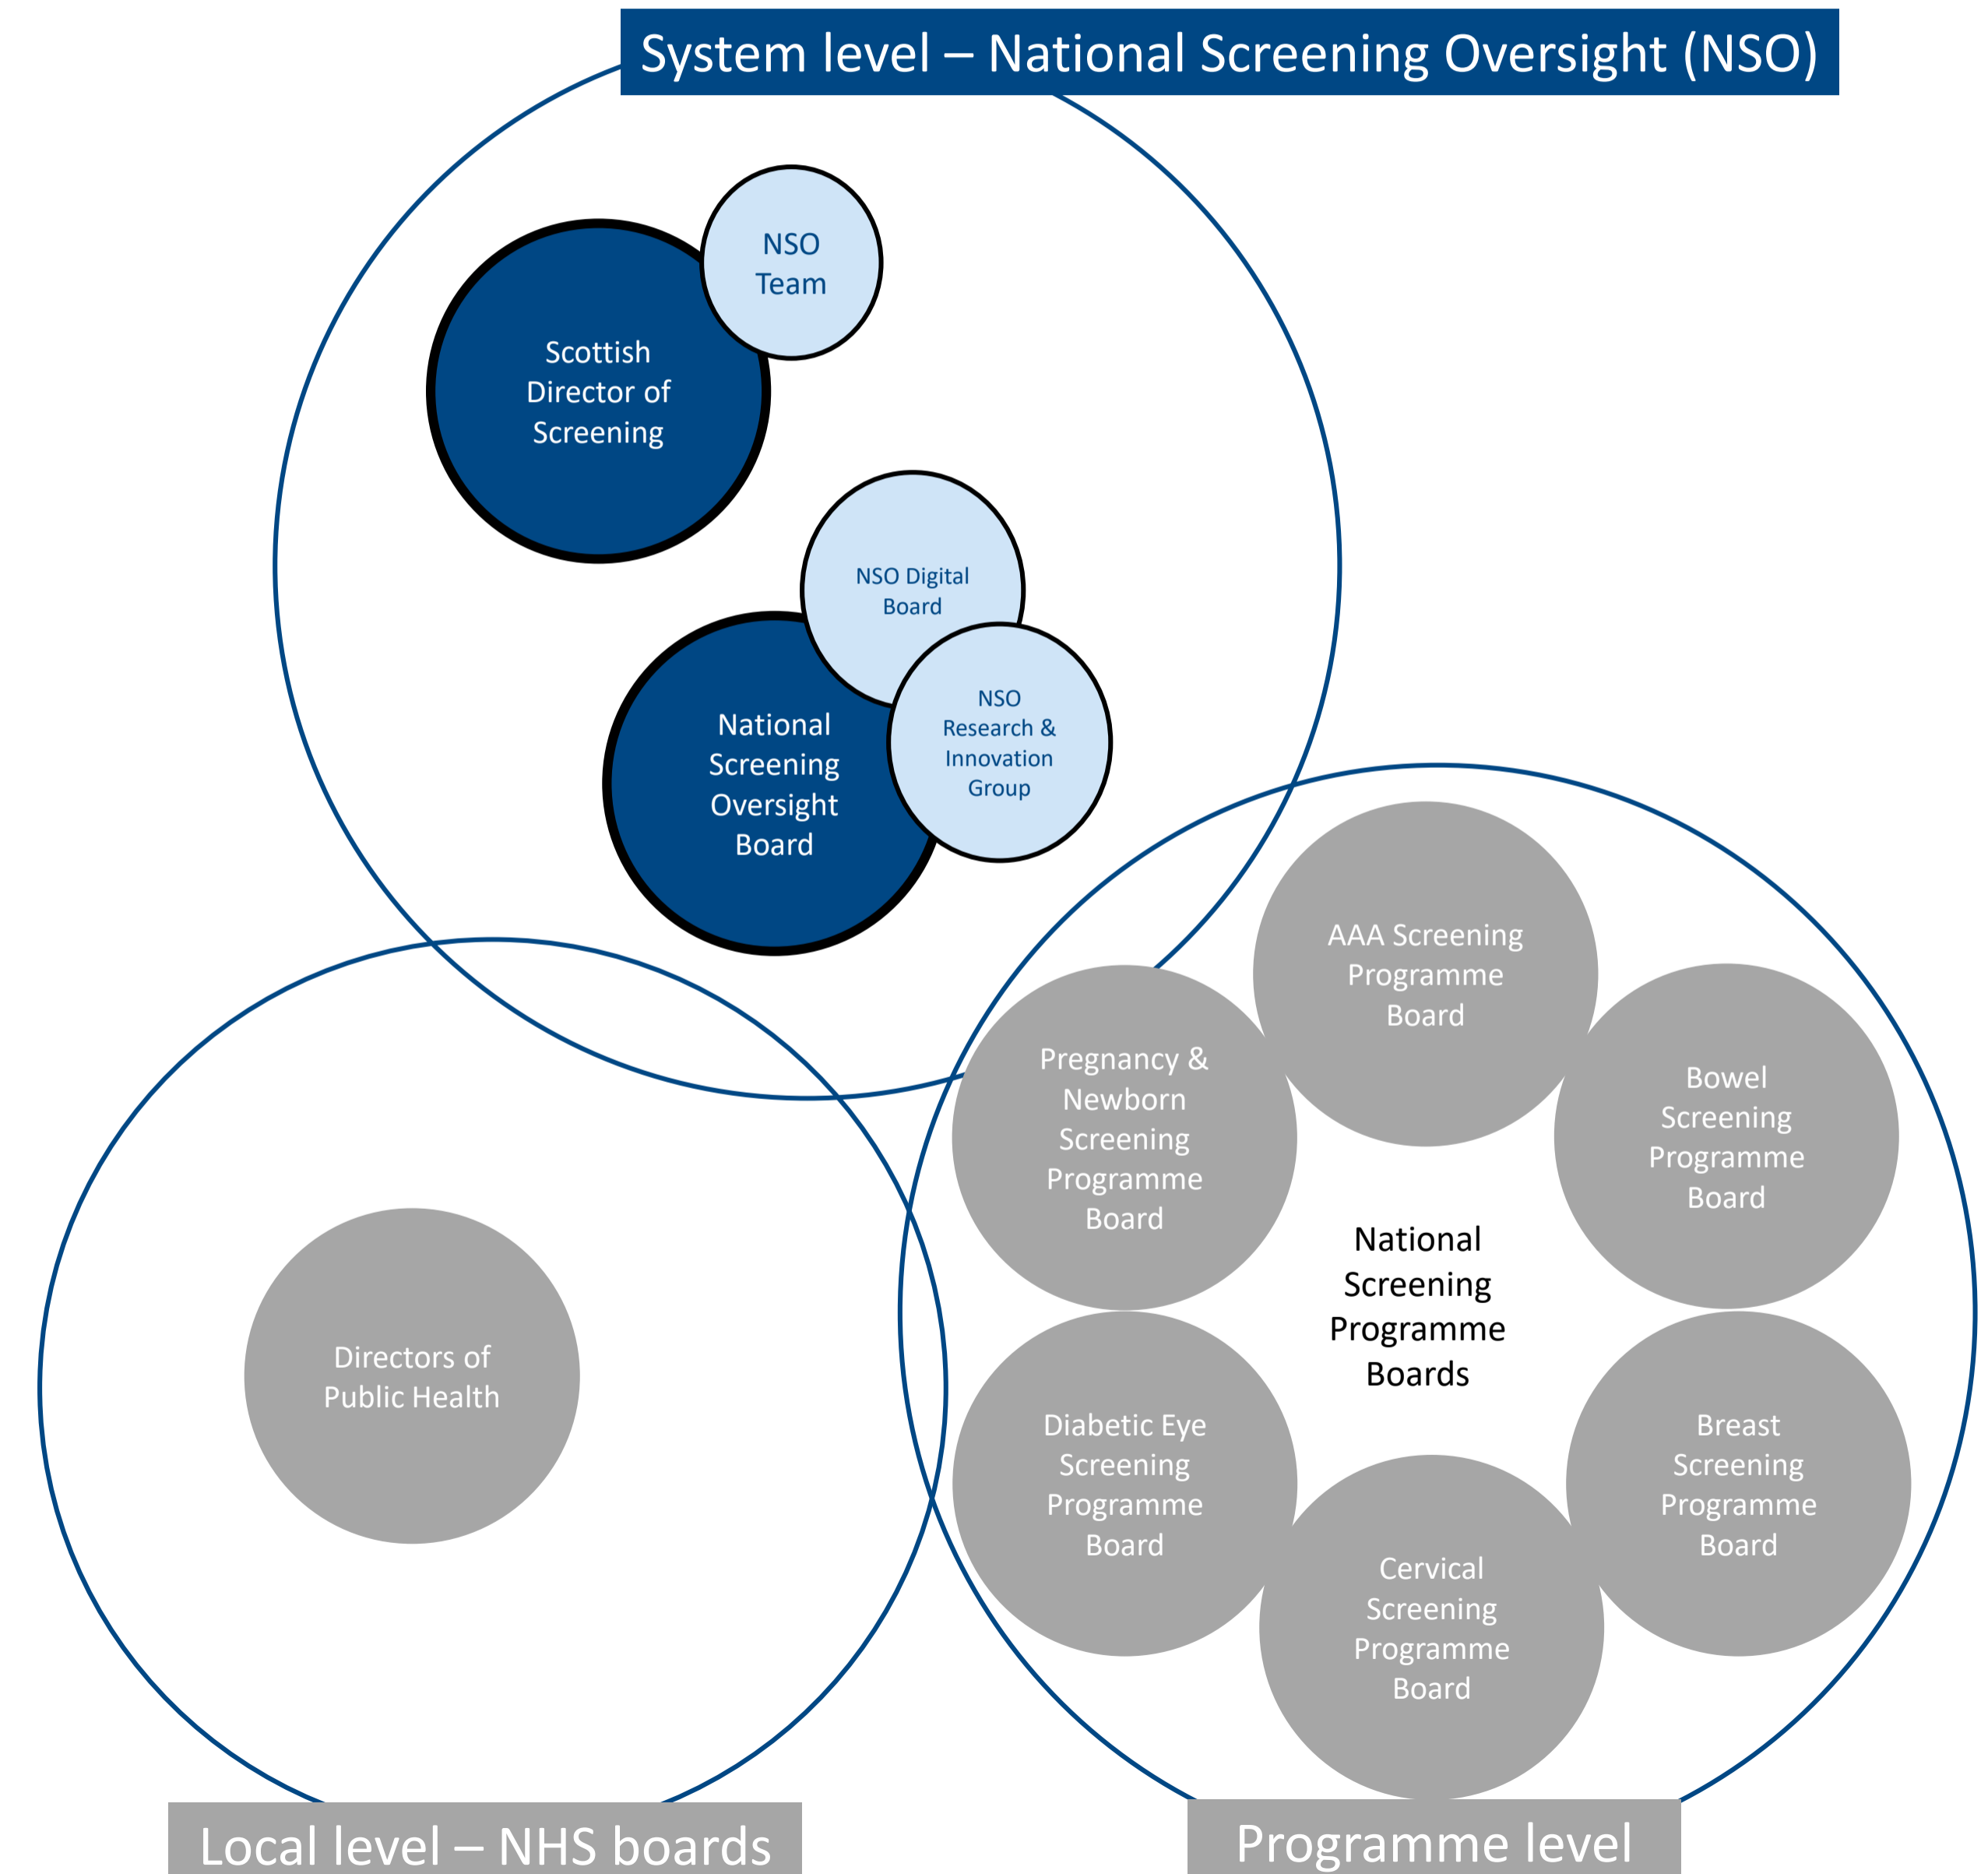 System level – National Screening Oversight (NSO)
NSO
Team
Scottish
Director of
Screening
NSO Digital
Board
NSO
Research &
Innovation
Group
National
Screening
Oversight
Board
AAA Screening
Programme
Board
Pregnancy &
Newborn
Screening
Programme
Board
Bowel
Screening
Programme
Board
National
Screening
Programme
Boards
Directors of
Public Health
Diabetic Eye
Screening
Programme
Board
Breast
Screening
Programme
Board
Cervical
Screening
Programme
Board
Local level – NHS boards
Programme level